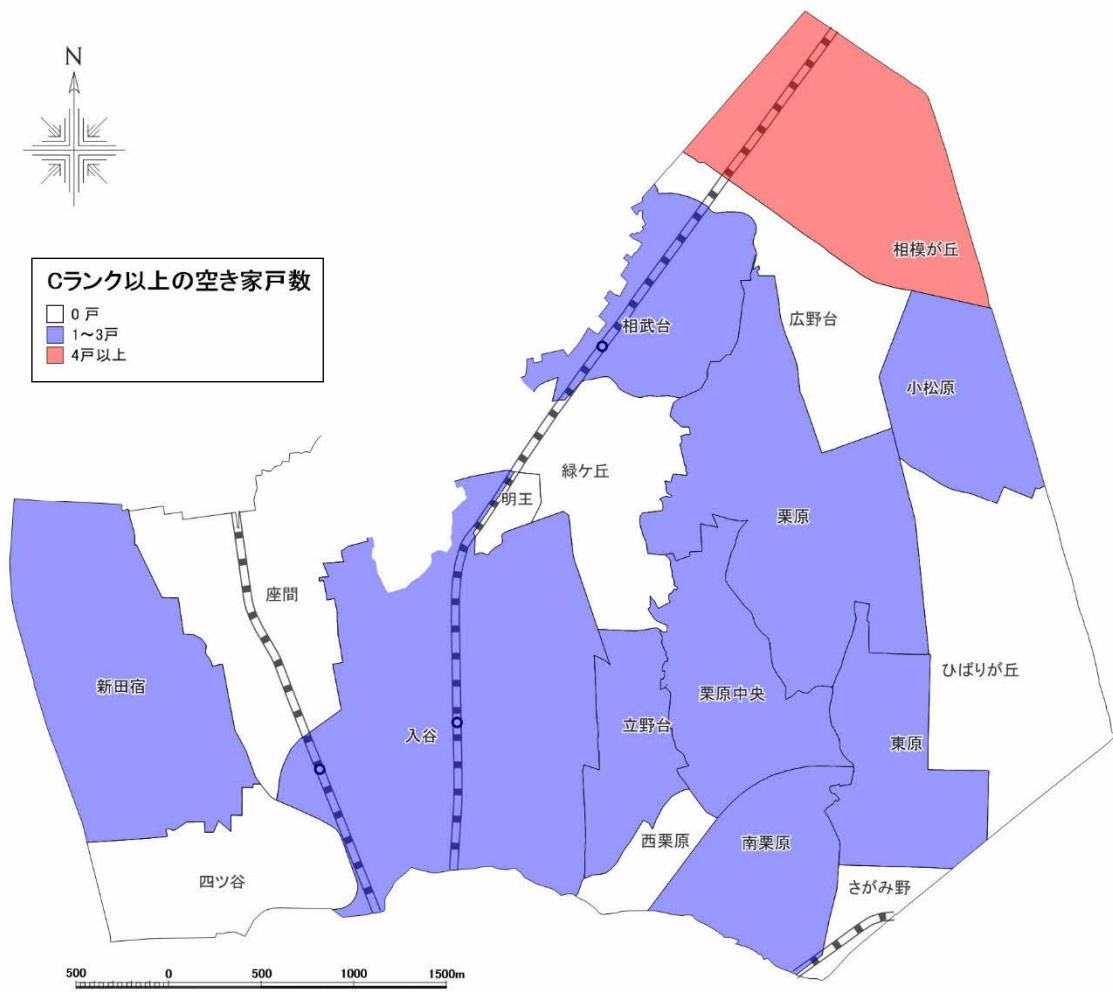 N
Cランク以上の空き家戸数
0 戸
1～3戸
4戸以上
相模が丘
相武台
広野台
小松原
緑ケ丘
明王
栗原
座間
新田宿
入谷
立野台
栗原中央
ひばりが丘
東原
西栗原
南栗原
四ツ谷
さがみ野
500 0 500 1000 1500m